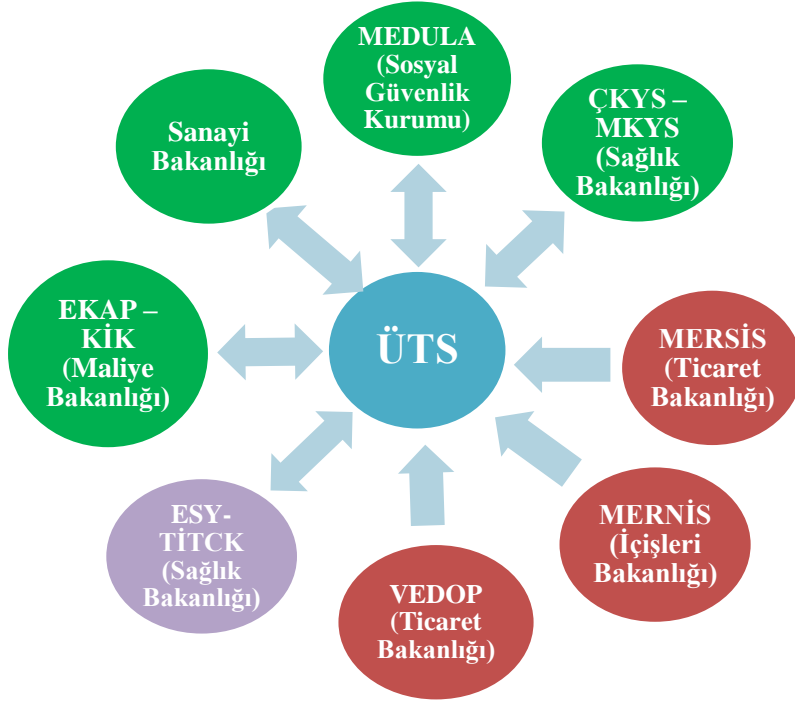 MEDULA
(Sosyal
Güvenlik
Kurumu)
ÇKYS –
MKYS
(Sağlık
Bakanlığı)
Sanayi
Bakanlığı
EKAP –
KİK
(Maliye
Bakanlığı)
ÜTS
MERSİS
(Ticaret
Bakanlığı)
ESY-
TİTCK
(Sağlık
Bakanlığı)
MERNİS
(İçişleri
Bakanlığı)
VEDOP
(Ticaret
Bakanlığı)